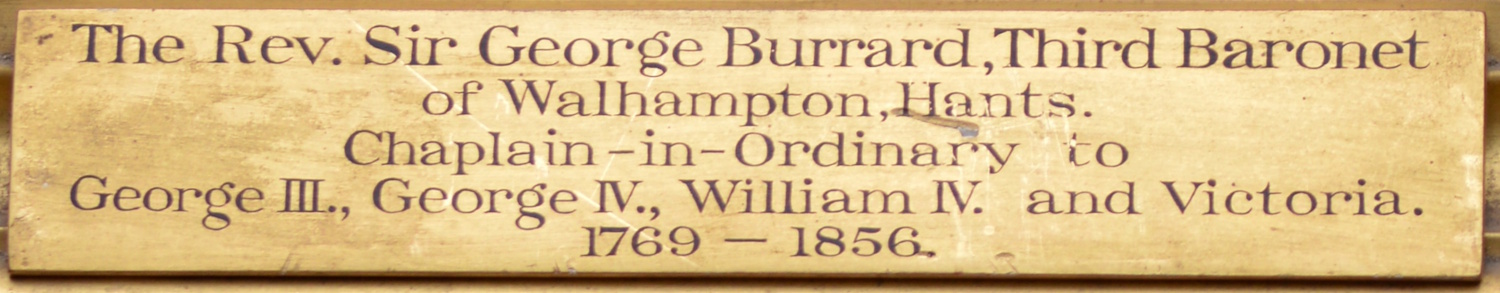 The Rev. Sir George Burrard, Third Baronet
of Walhampton, Hants.
Chaplain-in-Ordinary to
George III., George IV., William IV. and Victoria.
1769 — 1856.